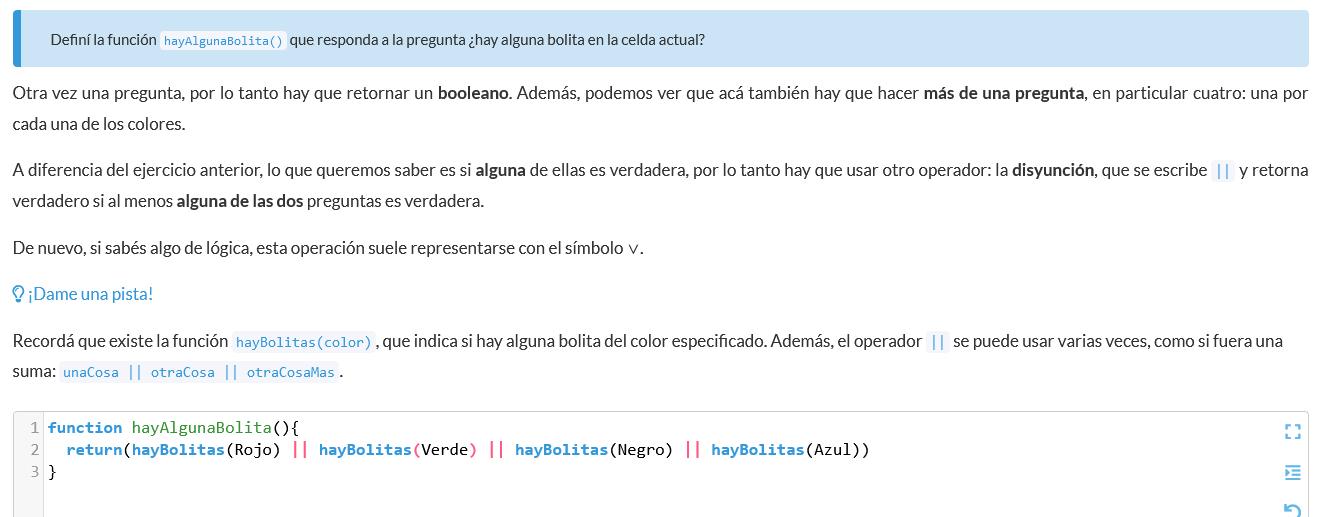 Definí la función hayAlgunaBolita() que responda a la pregunta ¿hay alguna bolita en la celda actual?
Otra vez una pregunta, por lo tanto hay que retornar un booleano. Además, podemos ver que acá también hay que hacer más de una pregunta, en particular cuatro: una por
cada una de los colores.
A diferencia del ejercicio anterior, lo que queremos saber es si alguna de ellas es verdadera, por lo tanto hay que usar otro operador: la disyunción, que se escribe || y retorna
verdadero si al menos alguna de las dos preguntas es verdadera.
De nuevo, si sabés algo de lógica, esta operación suele representarse con el símbolo ∨.
¡Dame una pista!
Recordá que existe la función hayBolitas(color), que indica si hay alguna bolita del color especificado. Además, el operador || se puede usar varias veces, como si fuera una
suma: unaCosa || otraCosa || otraCosaMas.
1 function hayAlgunaBolita(){
2 return(hayBolitas(Rojo) || hayBolitas(Verde) || hayBolitas(Negro) || hayBolitas(Azul))
3 }